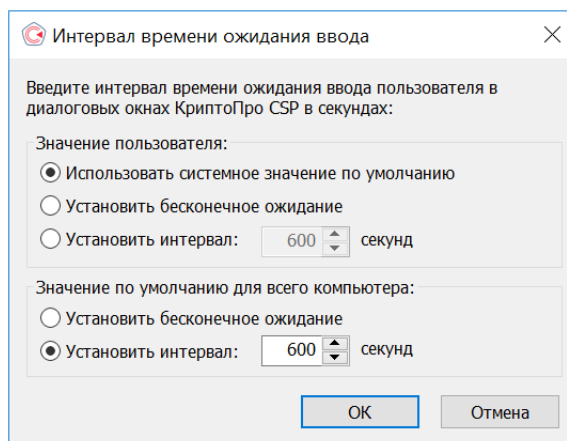 Интервал времени ожидания ввода
Введите интервал времени ожидания ввода пользователя в
диалоговых окнах КриптоПро CSP в секундах:
Значение пользователя:
Использовать системное значение по умолчанию
Установить бесконечное ожидание
Установить интервал: 600 секунд
Значение по умолчанию для всего компьютера:
Установить бесконечное ожидание
Установить интервал: 600 секунд
ОК Отмена